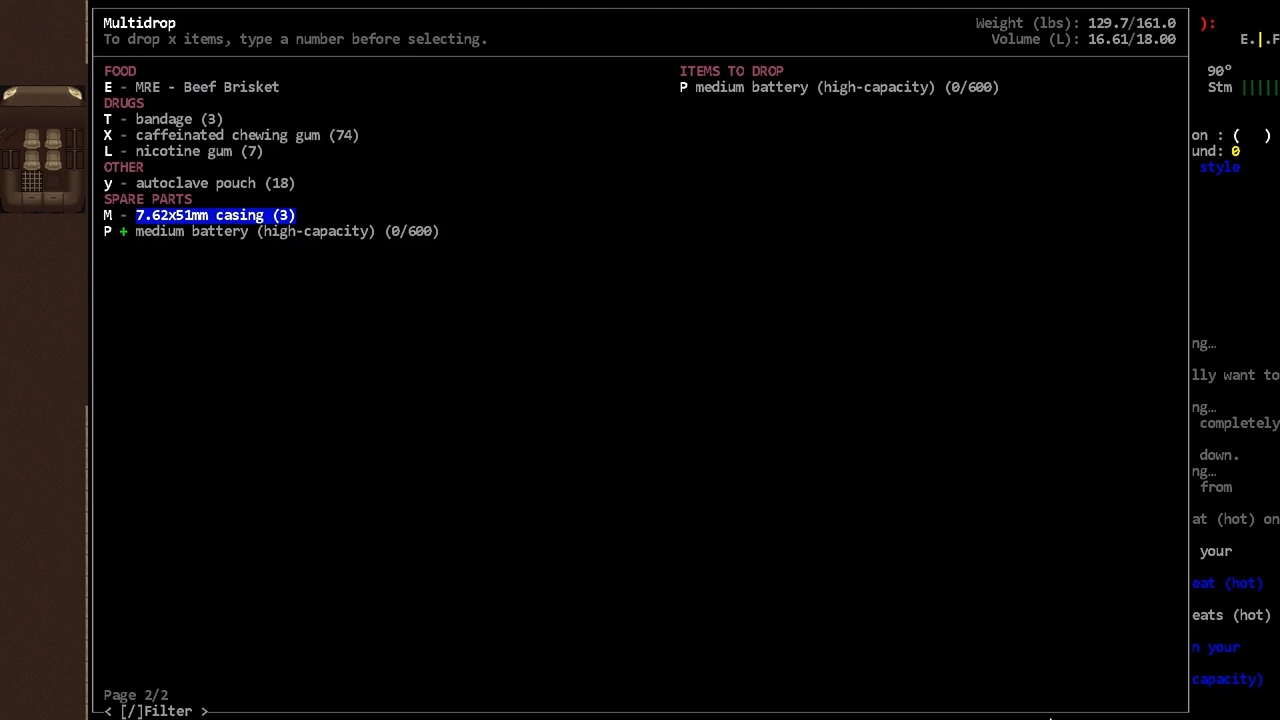 Multidrop
Weight (lbs): 129.7/161.0
To drop x items, type a number before selecting.
Volume (L): 16.61/18.00
FOOD
E - MRE - Beef Brisket
DRUGS
T - bandage (3)
X - caffeinated chewing gum (74)
L - nicotine gum (7)
OTHER
y - autoclave pouch (18)
SPARE PARTS
M - 7.62x51mm casing (3)
P + medium battery (high-capacity) (0/600)
ITEMS TO DROP
P medium battery (high-capacity) (0/600)
Page 2/2
< [/]Filter >
):
E.|.F
90°
Stm |||||
on : (   )
und: 0
style
ng…
lly want to
ng…
completely
down.
ng…
from
at (hot) on
your
eat (hot)
eats (hot)
n your
capacity)